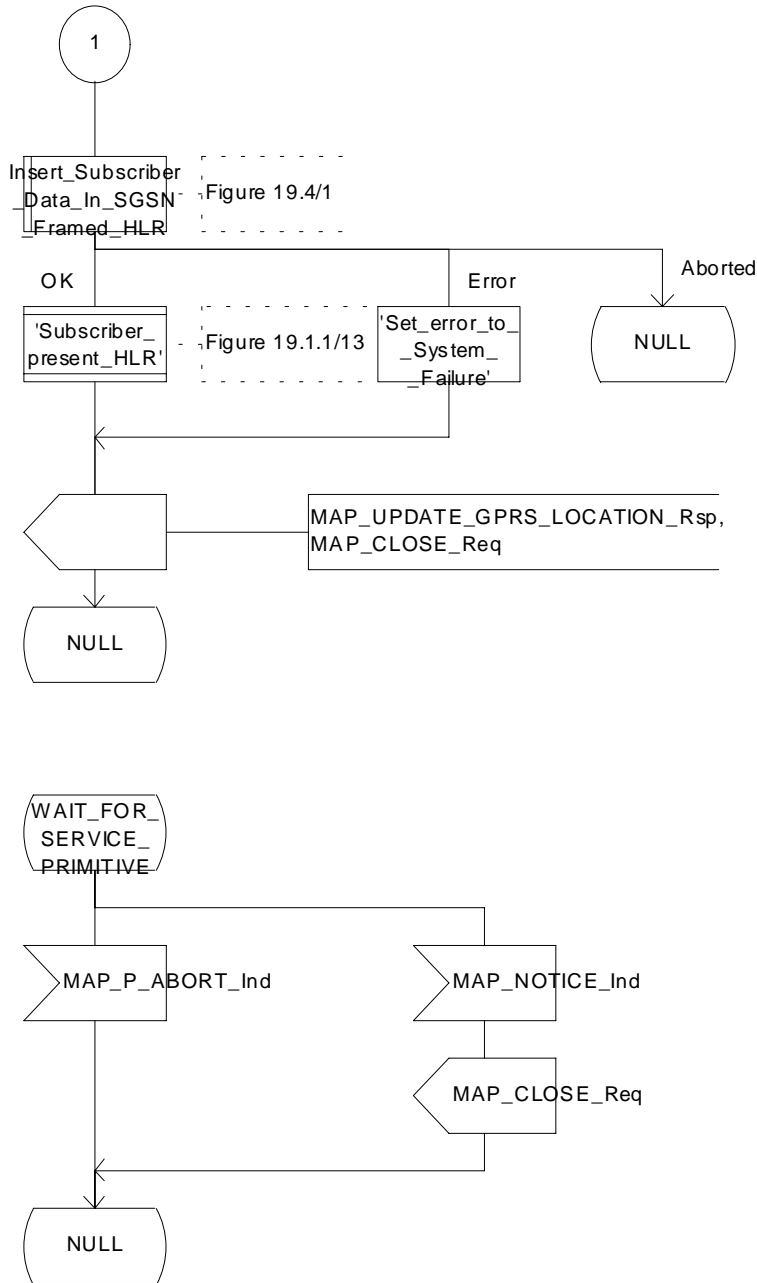 1
Insert_Subscriber
_Data_In_SGSN
_Framed_HLR
Figure 19.4/1
OK
Error
Aborted
'Subscriber_
present_HLR'
Figure 19.1.1/13
'Set_error_to_
_System_
_Failure'
NULL
MAP_UPDATE_GPRS_LOCATION_Rsp,
MAP_CLOSE_Req
NULL
WAIT_FOR_
SERVICE_
PRIMITIVE
MAP_P_ABORT_Ind
MAP_NOTICE_Ind
MAP_CLOSE_Req
NULL